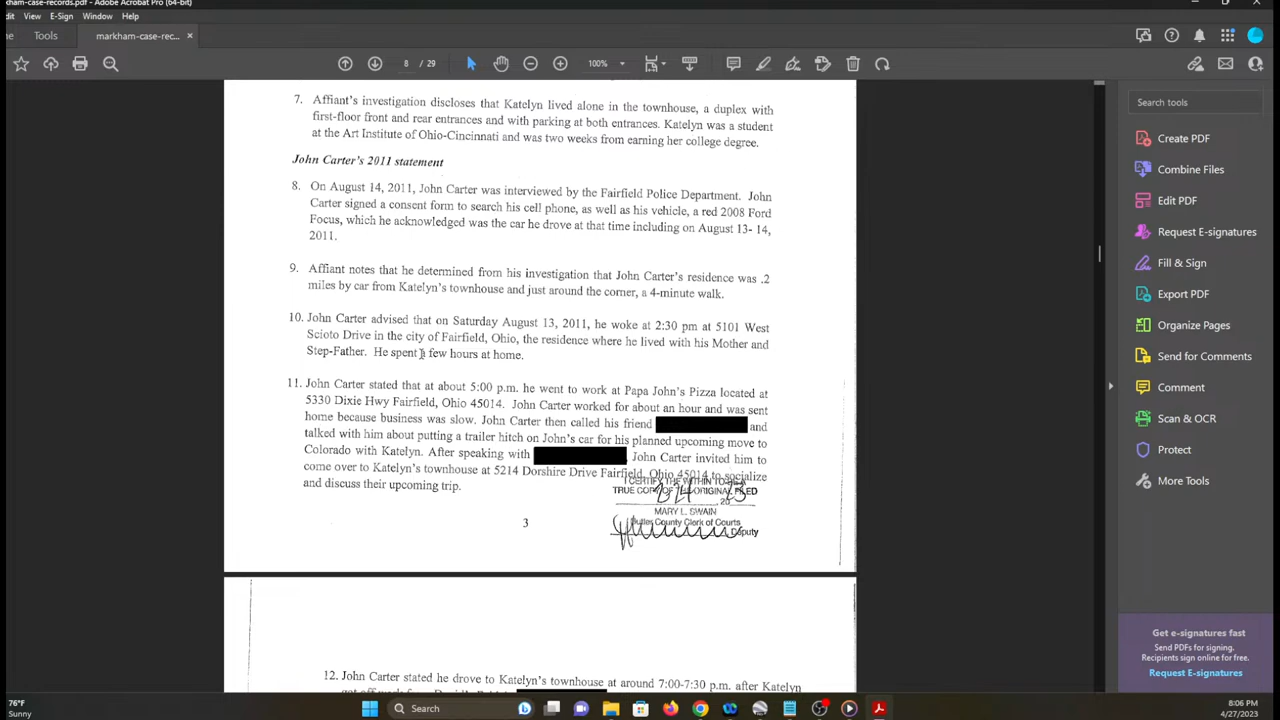 kham-case-records.pdf - Adobe Acrobat Pro (64-bit)
dit View E-Sign Window Help
me Tools markham-case-rec... ×
8 / 29 100%
7. Affiant's investigation discloses that Katelyn lived alone in the townhouse, a duplex with
first-floor front and rear entrances and with parking at both entrances. Katelyn was a student
at the Art Institute of Ohio-Cincinnati and was two weeks from earning her college degree.
John Carter's 2011 statement
8. On August 14, 2011, John Carter was interviewed by the Fairfield Police Department. John
Carter signed a consent form to search his cell phone, as well as his vehicle, a red 2008 Ford
Focus, which he acknowledged was the car he drove at that time including on August 13- 14,
2011.
9. Affiant notes that he determined from his investigation that John Carter's residence was .2
miles by car from Katelyn's townhouse and just around the corner, a 4-minute walk.
10. John Carter advised that on Saturday August 13, 2011, he woke at 2:30 pm at 5101 West
Scioto Drive in the city of Fairfield, Ohio, the residence where he lived with his Mother and
Step-Father. He spent a few hours at home.
11. John Carter stated that at about 5:00 p.m. he went to work at Papa John's Pizza located at
5330 Dixie Hwy Fairfield, Ohio 45014. John Carter worked for about an hour and was sent
home because business was slow. John Carter then called his friend and
talked with him about putting a trailer hitch on John's car for his planned upcoming move to
Colorado with Katelyn. After speaking with , John Carter invited him to
come over to Katelyn's townhouse at 5214 Dorshire Drive Fairfield, Ohio 45014 to socialize
and discuss their upcoming trip.
I CERTIFY THE WITHIN TO BE A
TRUE COPY OF THE ORIGINAL FILED
20
MARY L. SWAIN
Butler County Clerk of Courts
Deputy
3
12. John Carter stated he drove to Katelyn's townhouse at around 7:00-7:30 p.m. after Katelyn
Search tools
Create PDF
Combine Files
Edit PDF
Request E-signatures
Fill & Sign
Export PDF
Organize Pages
Send for Comments
Comment
Scan & OCR
Protect
More Tools
Get e-signatures fast
Send PDFs for signing.
Recipients sign online for free.
Request E-signatures
76°F
Sunny
Search
8:06 PM
4/27/2023